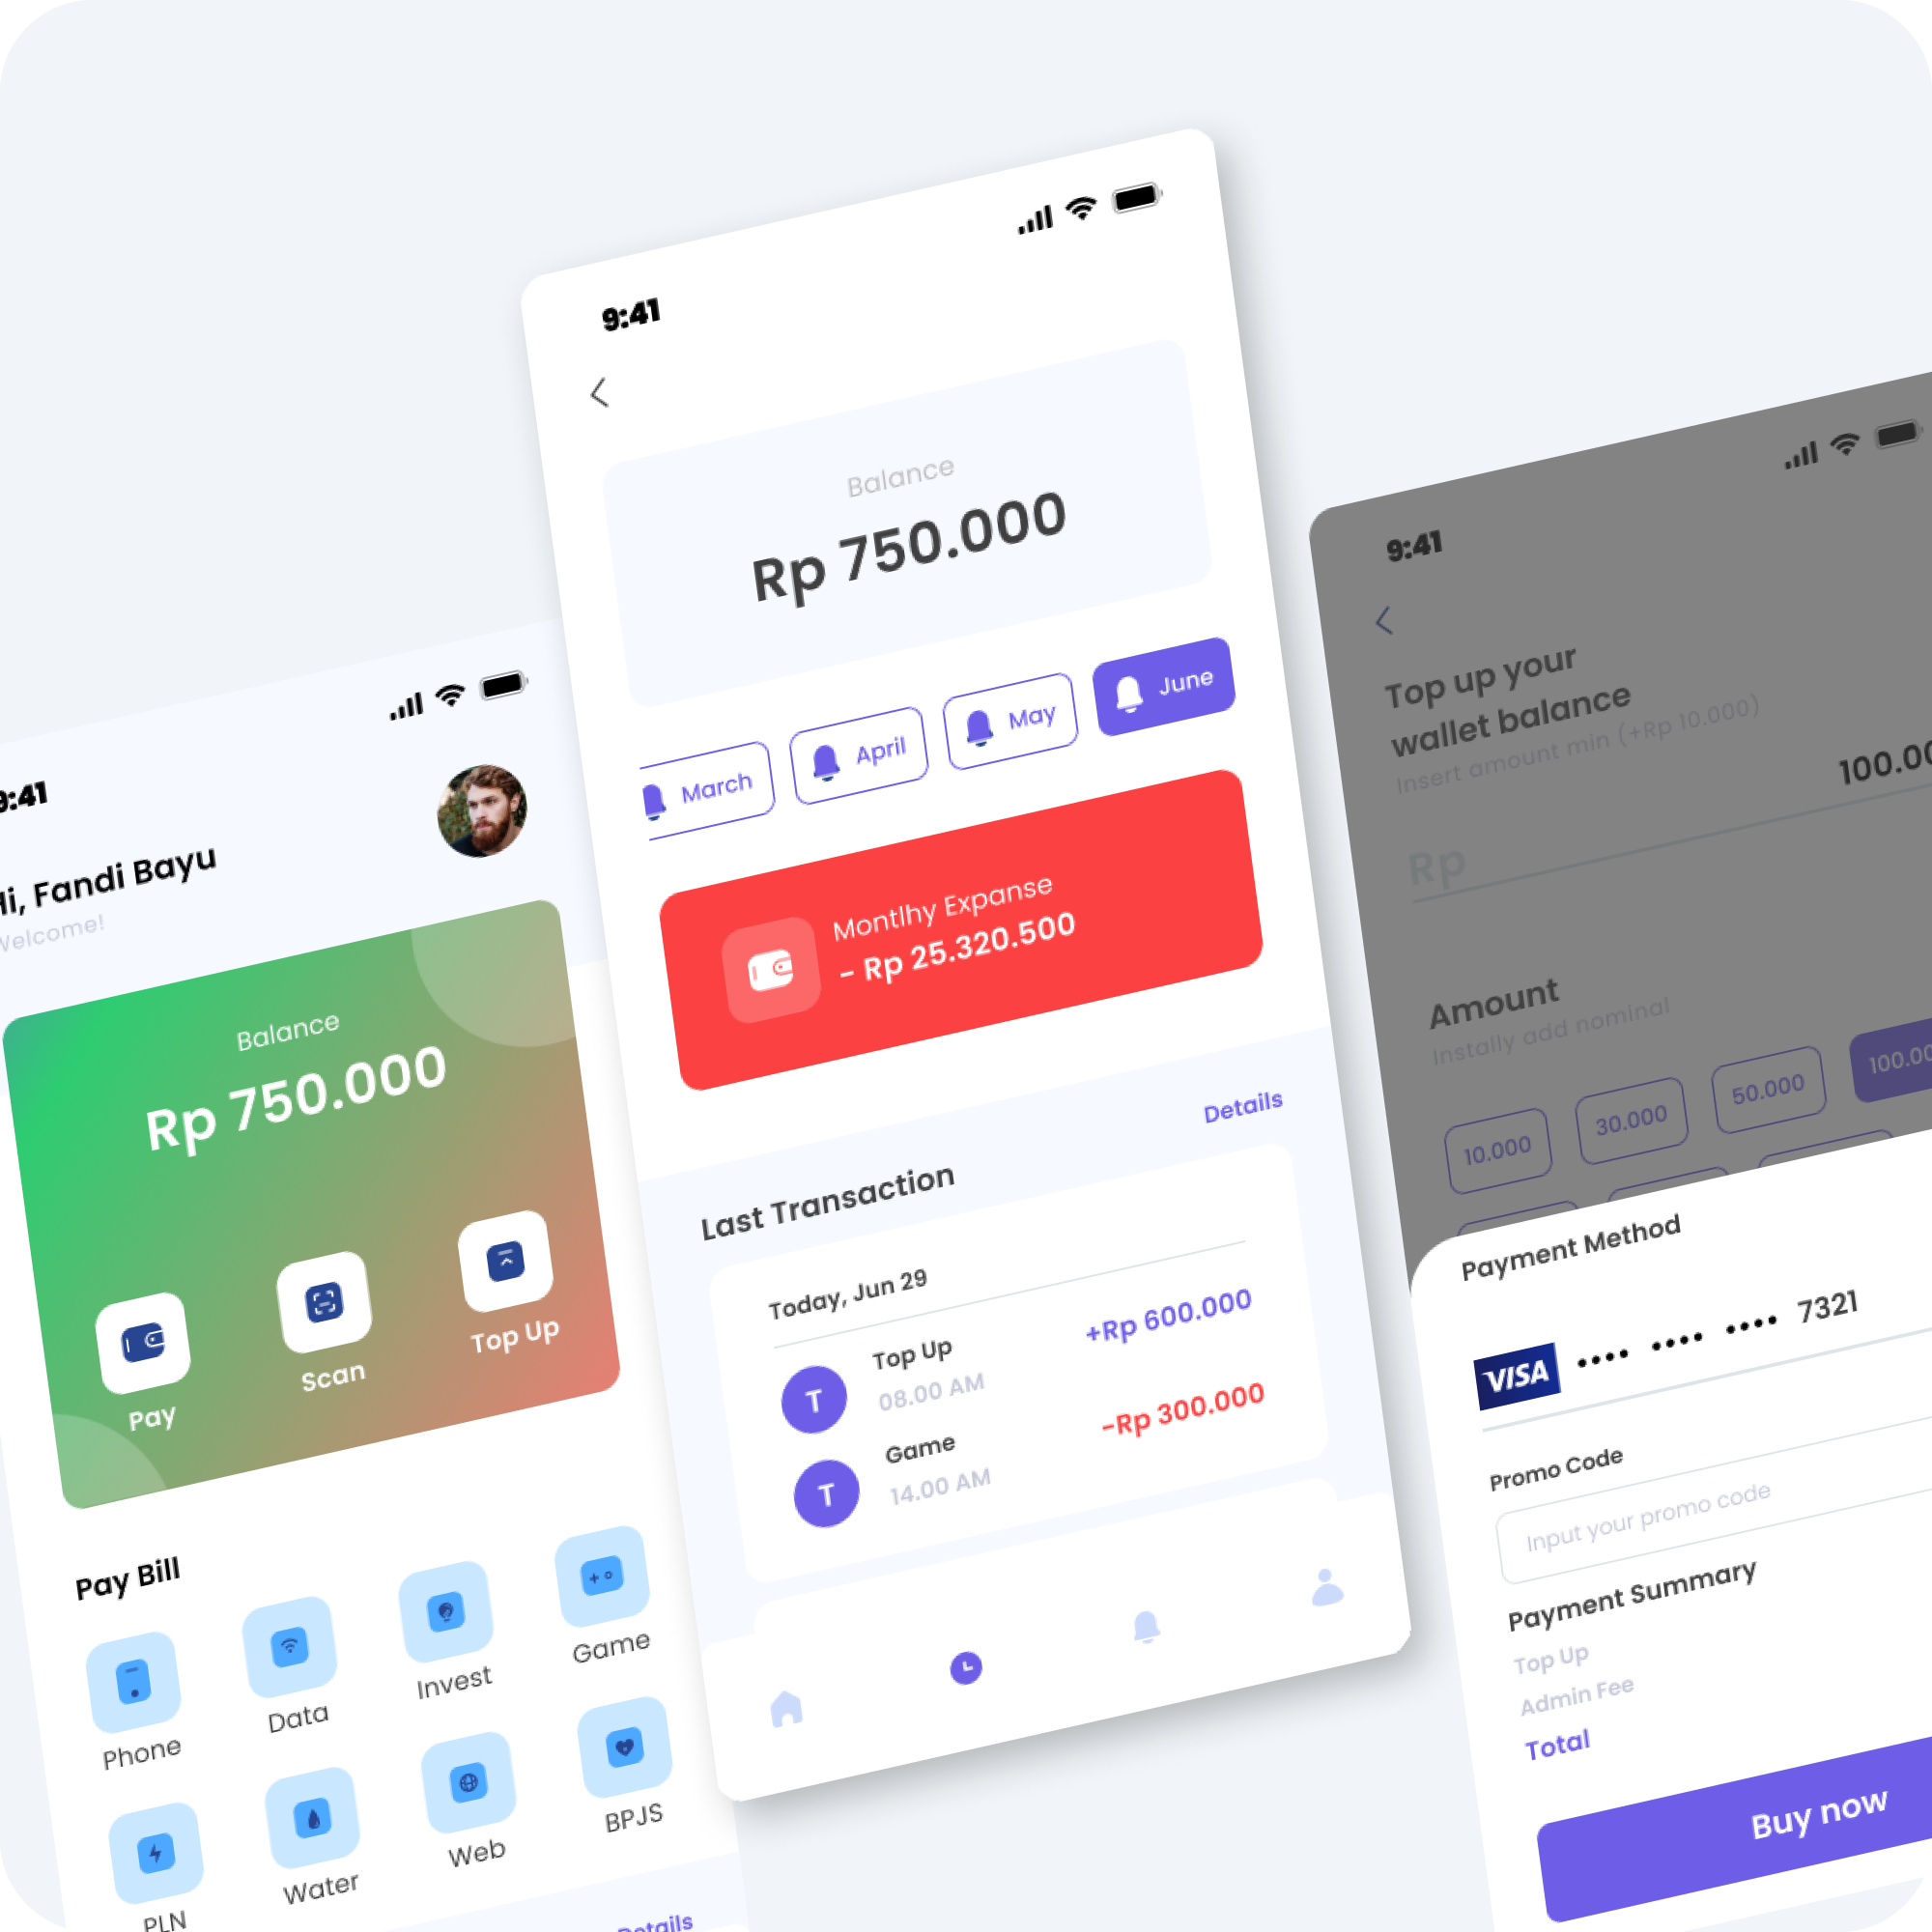 9:41
Hi, Fandi Bayu
Welcome!
Balance
Rp 750.000
Pay
Scan
Top Up
Pay Bill
Phone
Data
Invest
Game
PLN
Water
Web
BPJS
Details
9:41
Balance
Rp 750.000
March
April
May
June
Montlhy Expanse
- Rp 25.320.500
Details
Last Transaction
Today, Jun 29
T
Top Up
08.00 AM
+Rp 600.000
T
Game
14.00 AM
-Rp 300.000
9:41
Top up your
wallet balance
Insert amount min (+Rp 10.000)
Rp
100.00
Amount
Instally add nominal
10.000
30.000
50.000
100.00
Payment Method
VISA •••• •••• •••• 7321
Promo Code
Input your promo code
Payment Summary
Top Up
Admin Fee
Total
Buy now